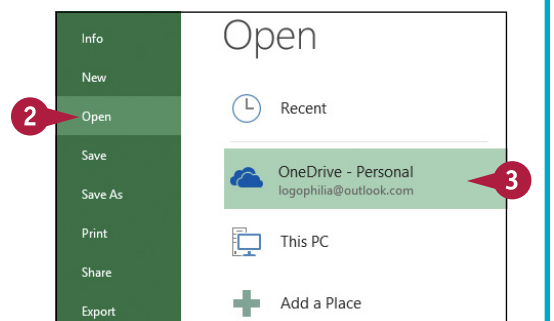 Info
New
Open
Save
Save As
Print
Share
Export
2
Open
Recent
OneDrive - Personal
logophilia@outlook.com
3
This PC
Add a Place